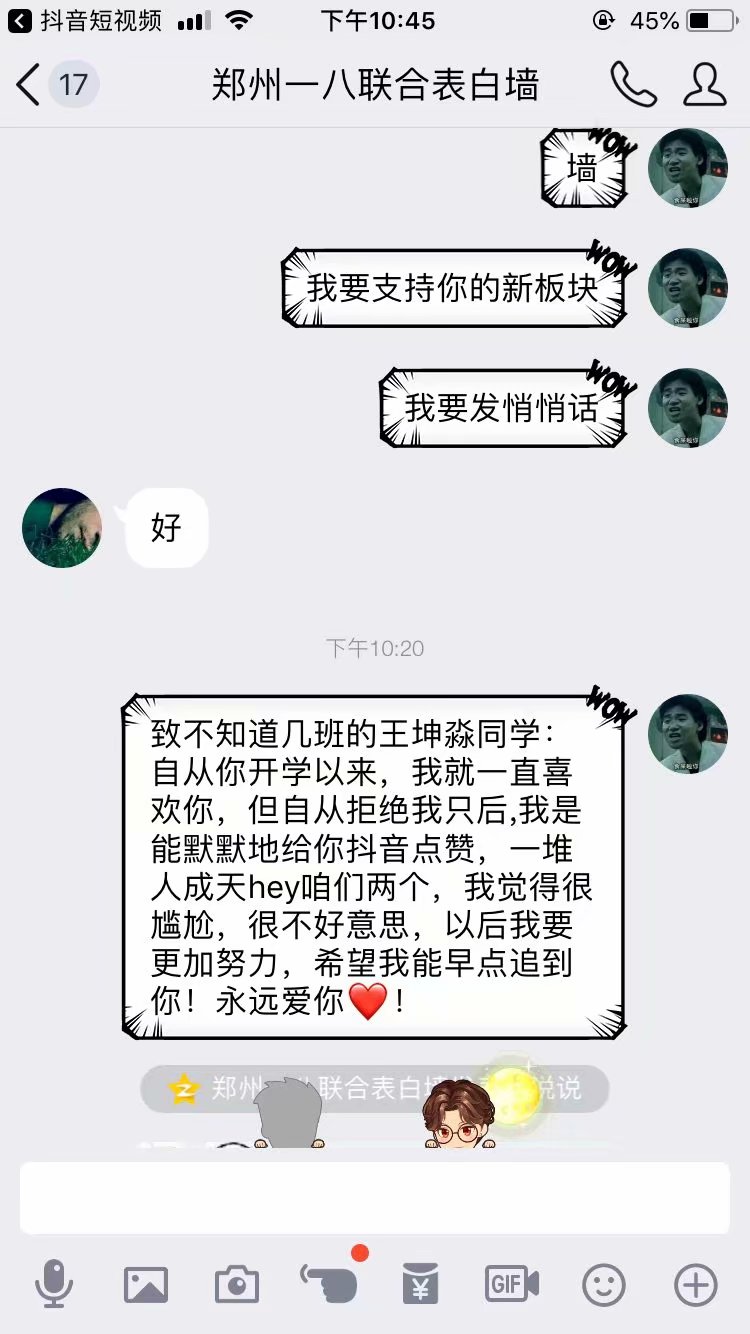 抖音短视频
下午10:45
45%
17
郑州一八联合表白墙
WOW
墙
WOW
我要支持你的新板块
WOW
我要发悄悄话
好
下午10:20
WOW
致不知道几班的王坤淼同学：
自从你开学以来，我就一直喜
欢你，但自从拒绝我只后,我是
能默默地给你抖音点赞，一堆
人成天hey咱们两个，我觉得很
尴尬，很不好意思，以后我要
更加努力，希望我能早点追到
你！永远爱你❤️！
郑州 八联合表白墙 说说
¥
GIF